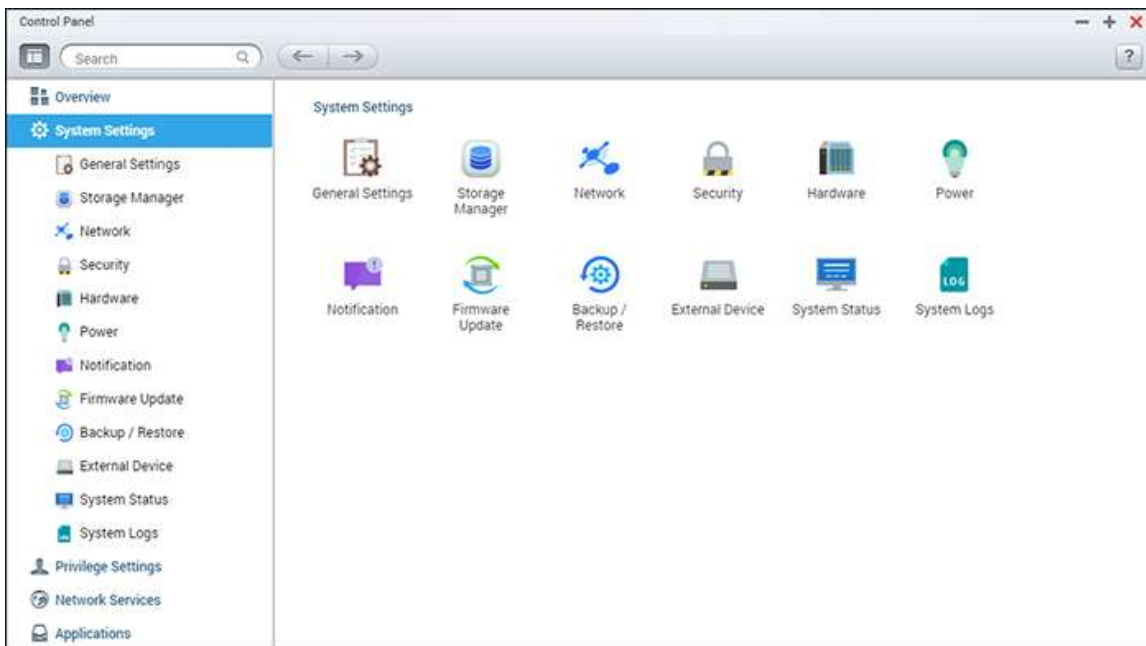 Control Panel
Search
?
Overview
System Settings
General Settings
Storage Manager
Network
Security
Hardware
Power
Notification
Firmware Update
Backup / Restore
External Device
System Status
System Logs
Privilege Settings
Network Services
Applications
System Settings
General Settings
Storage
Manager
Network
Security
Hardware
Power
Notification
Firmware
Update
Backup /
Restore
External Device
System Status
LOG
System Logs